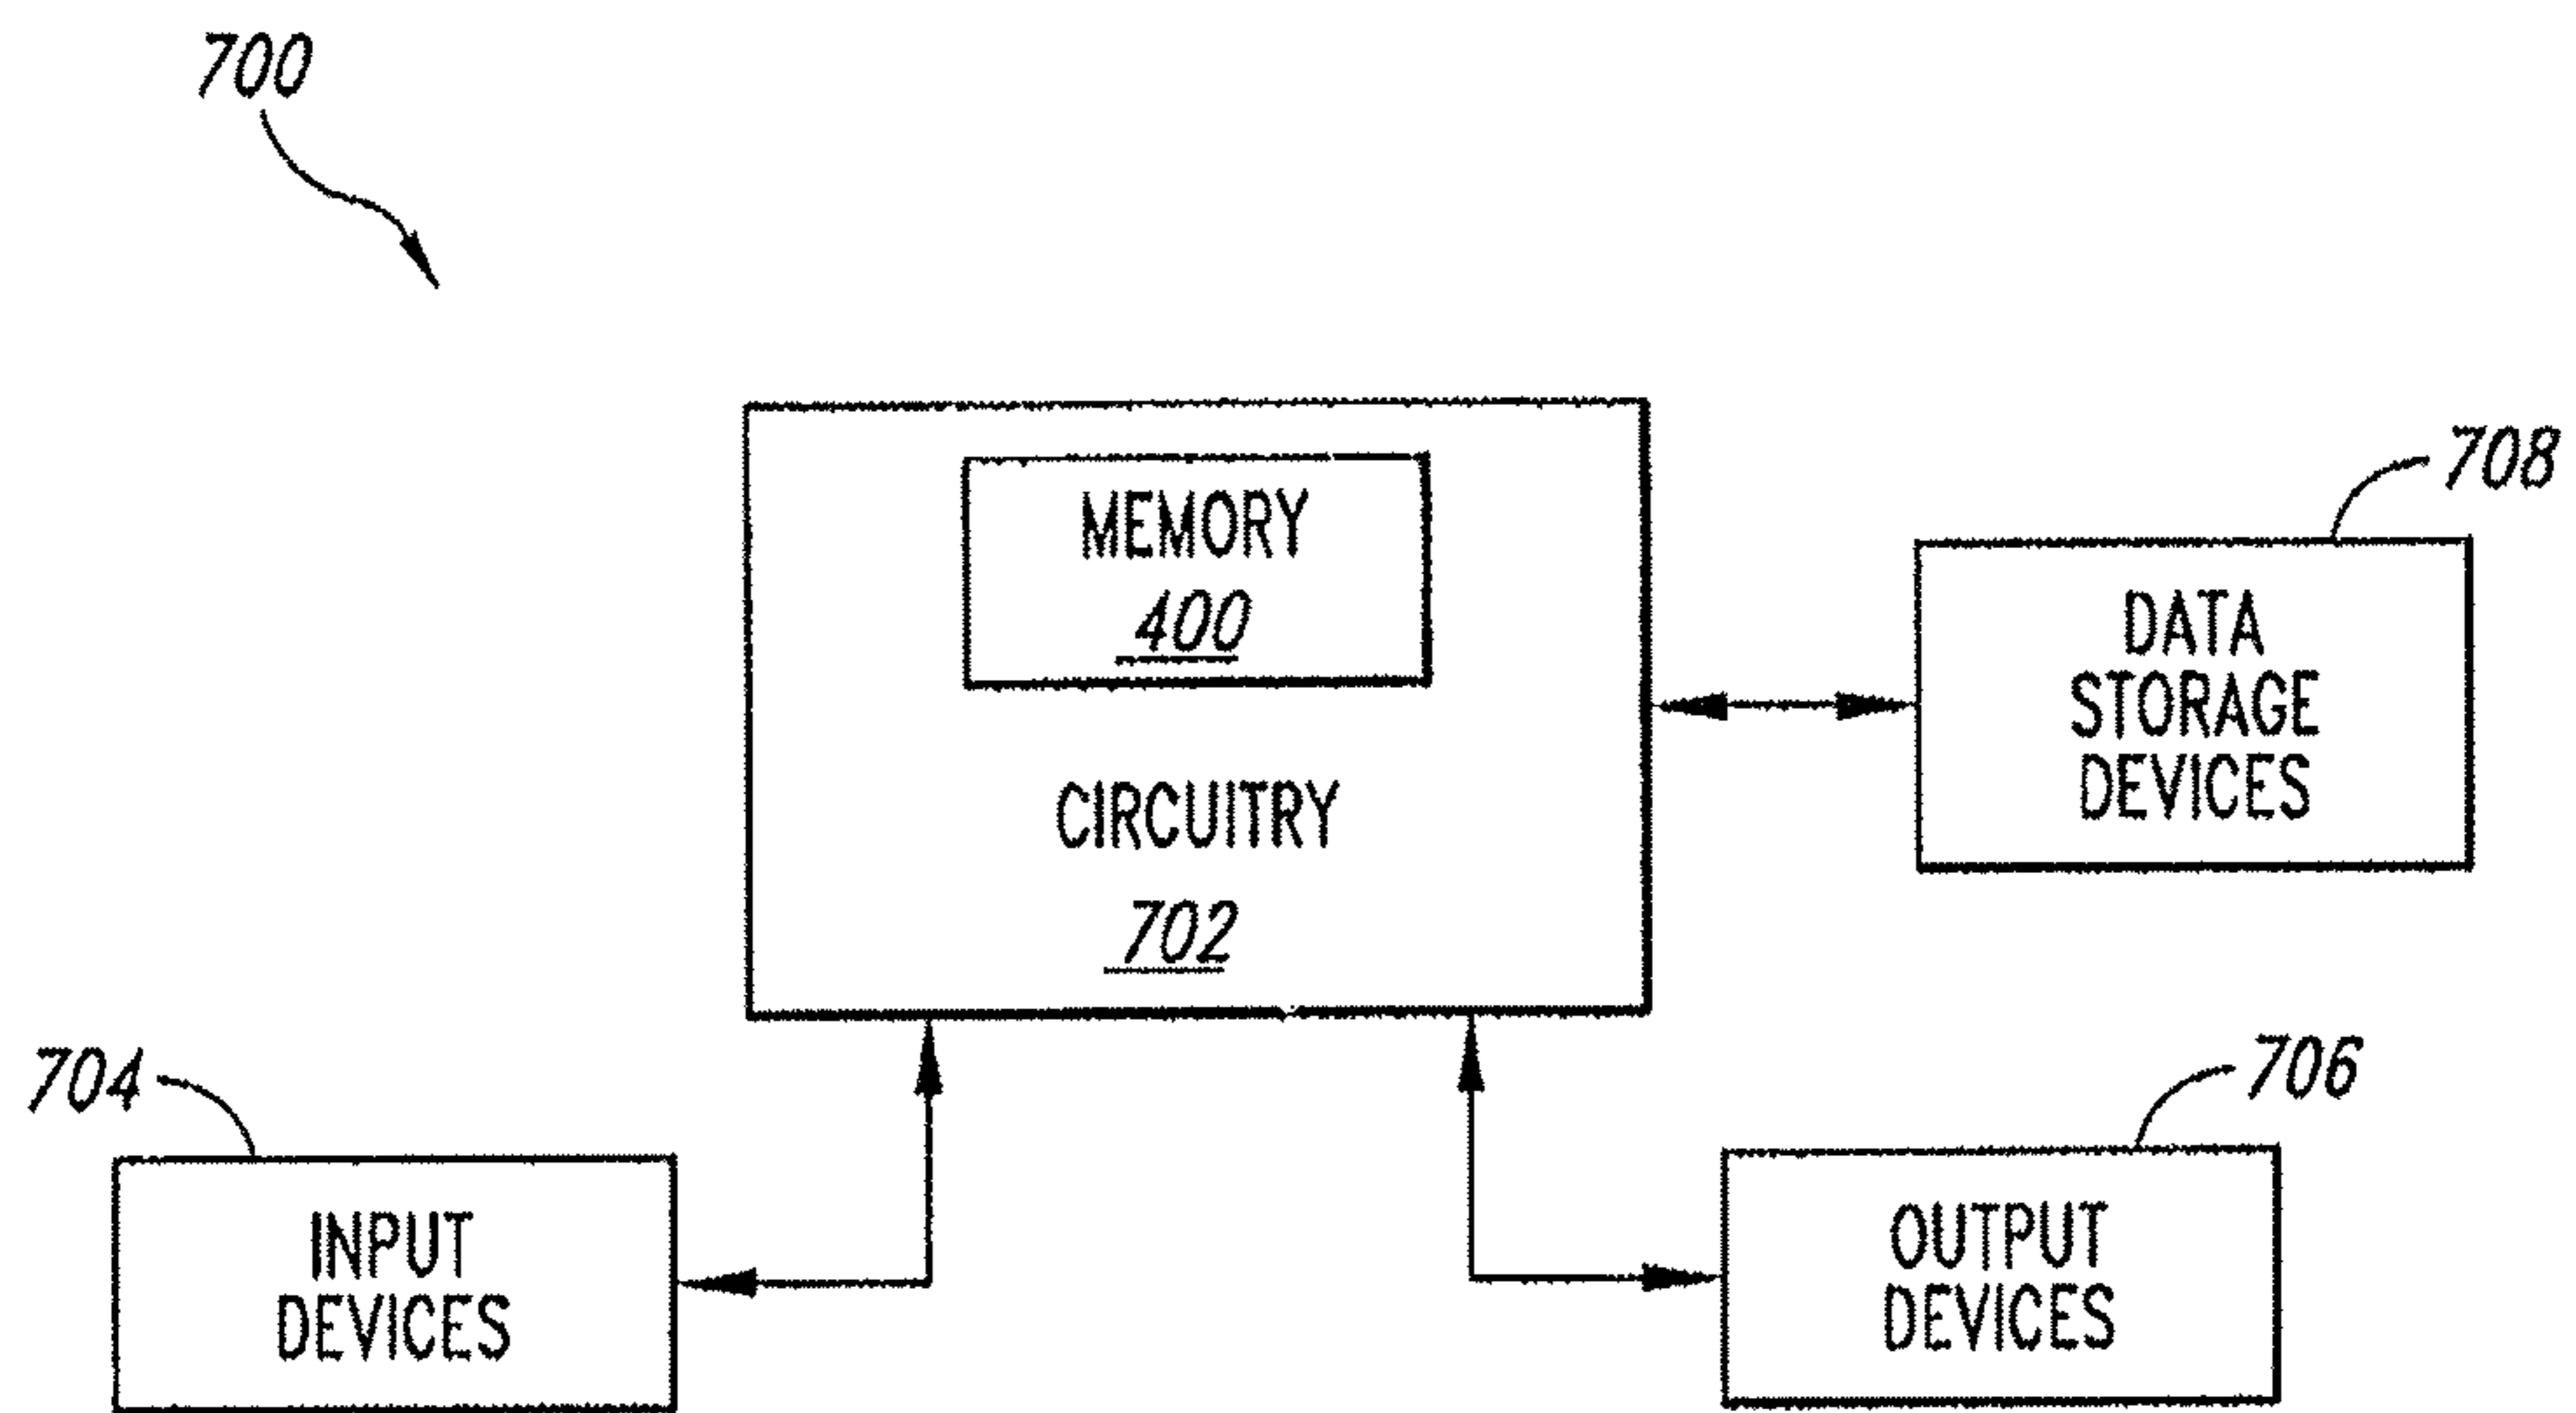 700
MEMORY
400
CIRCUITRY
702
708
DATA
STORAGE
DEVICES
704
INPUT
DEVICES
706
OUTPUT
DEVICES